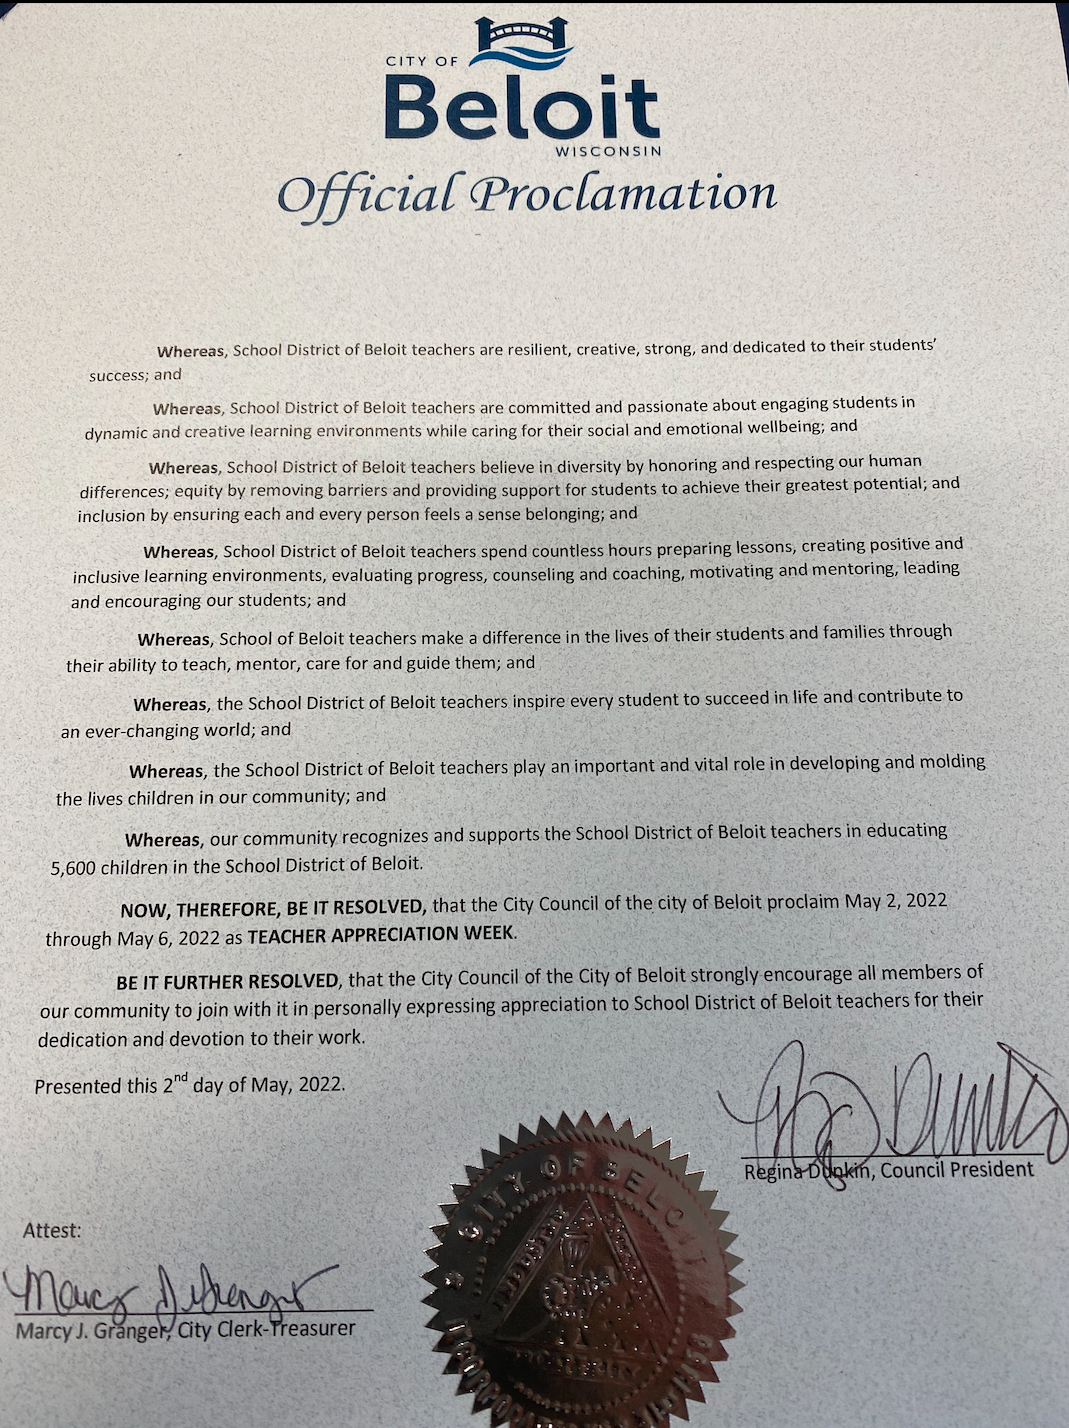 CITY OF
Beloit
WISCONSIN
Official Proclamation
Whereas, School District of Beloit teachers are resilient, creative, strong, and dedicated to their students'
success; and
Whereas, School District of Beloit teachers are committed and passionate about engaging students in
dynamic and creative learning environments while caring for their social and emotional wellbeing; and
Whereas, School District of Beloit teachers believe in diversity by honoring and respecting our human
differences; equity by removing barriers and providing support for students to achieve their greatest potential; and
inclusion by ensuring each and every person feels a sense belonging; and
Whereas, School District of Beloit teachers spend countless hours preparing lessons, creating positive and
inclusive learning environments, evaluating progress, counseling and coaching, motivating and mentoring, leading
and encouraging our students; and
Whereas, School of Beloit teachers make a difference in the lives of their students and families through
their ability to teach, mentor, care for and guide them; and
Whereas, the School District of Beloit teachers inspire every student to succeed in life and contribute to
an ever-changing world; and
Whereas, the School District of Beloit teachers play an important and vital role in developing and molding
the lives children in our community; and
Whereas, our community recognizes and supports the School District of Beloit teachers in educating
5,600 children in the School District of Beloit.
NOW, THEREFORE, BE IT RESOLVED, that the City Council of the city of Beloit proclaim May 2, 2022
through May 6, 2022 as TEACHER APPRECIATION WEEK.
BE IT FURTHER RESOLVED, that the City Council of the City of Beloit strongly encourage all members of
our community to join with it in personally expressing appreciation to School District of Beloit teachers for their
dedication and devotion to their work.
Presented this 2nd day of May, 2022.
Regina Dunkin, Council President
CITY OF BELOIT
Attest:
Marcy J. Granger, City Clerk-Treasurer